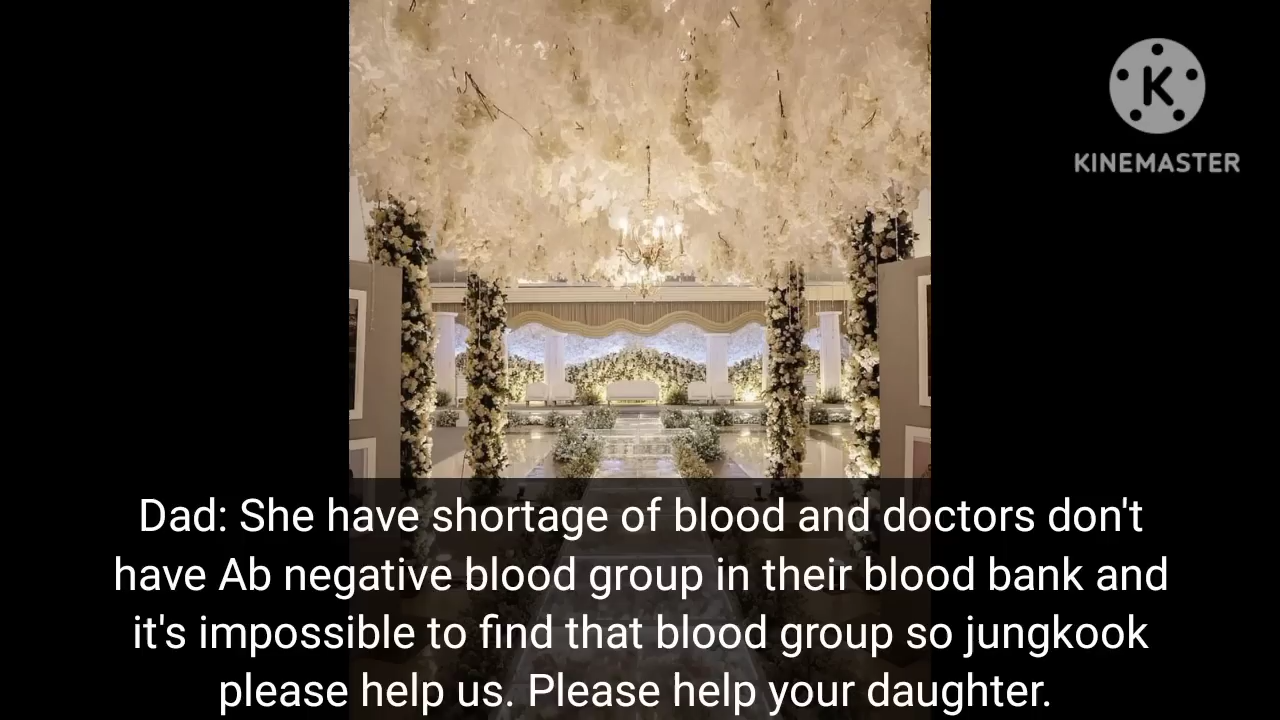 KINEMASTER
Dad: She have shortage of blood and doctors don't
have Ab negative blood group in their blood bank and
it's impossible to find that blood group so jungkook
please help us. Please help your daughter.